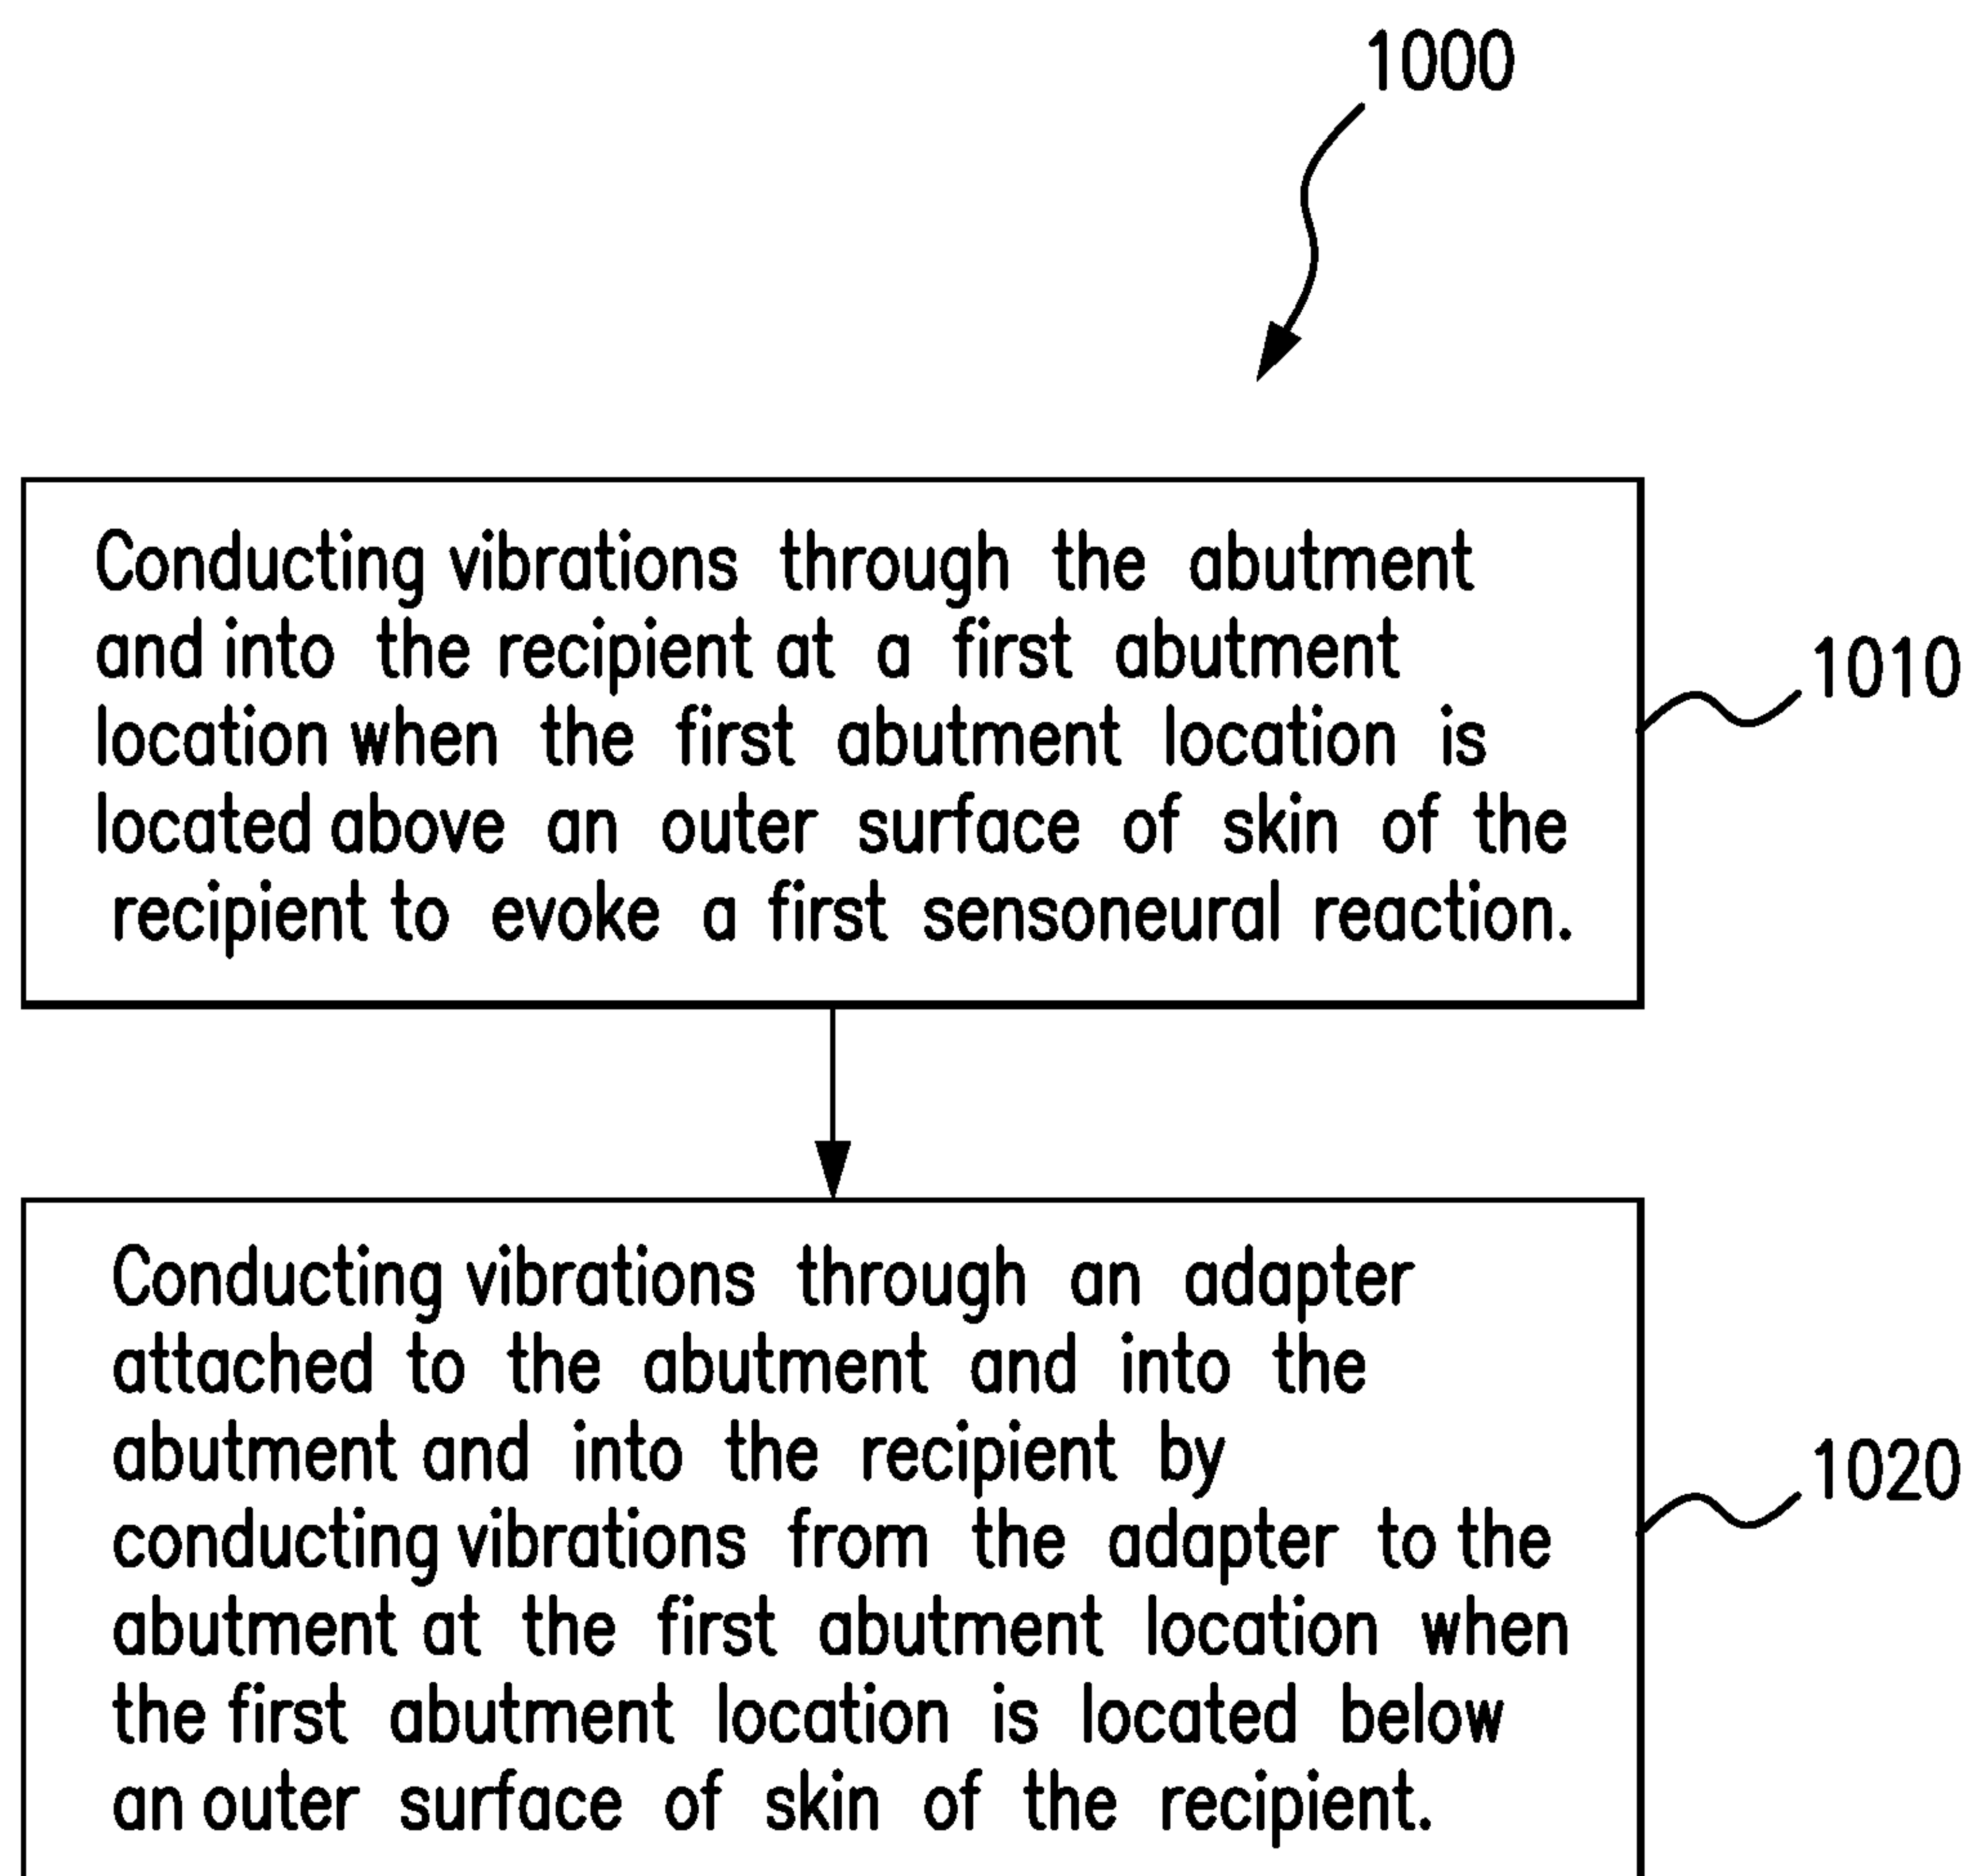 1000
Conducting vibrations through the abutment
and into the recipient at a first abutment
location when the first abutment location is
located above an outer surface of skin of the
recipient to evoke a first sensoneural reaction.
1010
Conducting vibrations through an adapter
attached to the abutment and into the
abutment and into the recipient by
conducting vibrations from the adapter to the
abutment at the first abutment location when
the first abutment location is located below
an outer surface of skin of the recipient.
1020